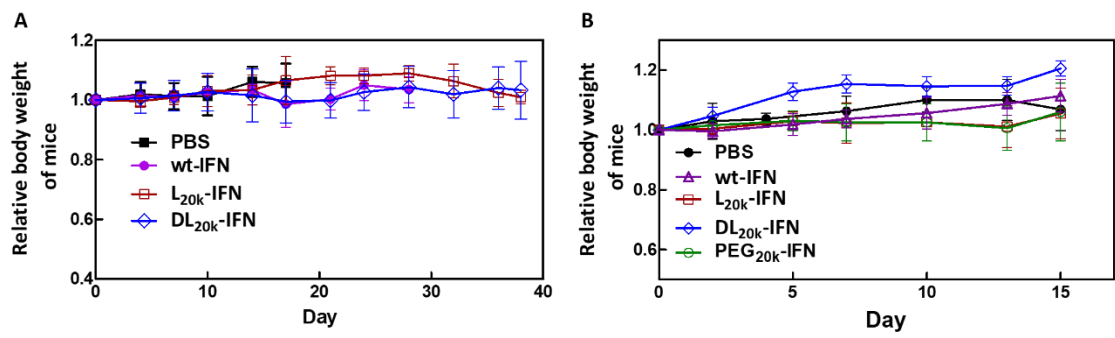 A
Relative body weight
of mice
1.2
1.0
0.8
0.6
0.4
0
10
20
30
40
Day
PBS
wt-IFN
L20k-IFN
DL20k-IFN
B
Relative body weight
of mice
1.2
1.0
0.8
0.6
0
5
10
15
Day
PBS
wt-IFN
L20k-IFN
DL20k-IFN
PEG20k-IFN